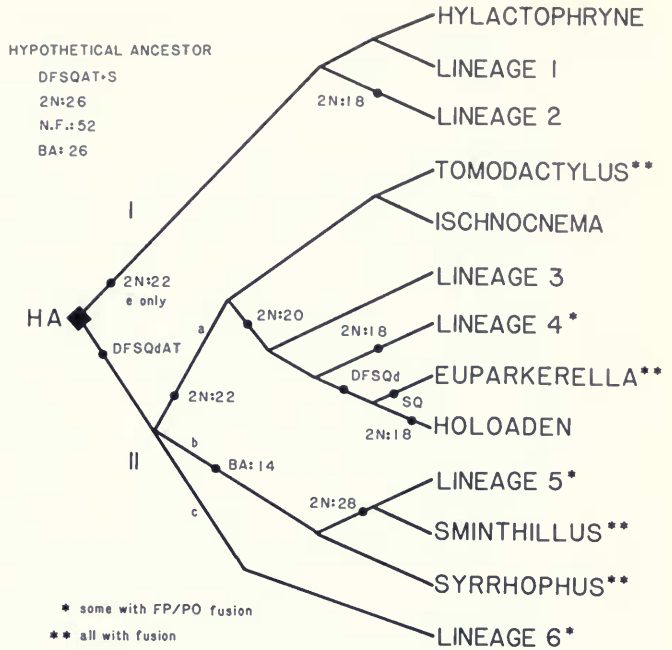 HYPOTHETICAL ANCESTOR
DFSQAT+S
2N:26
N.F.:52
BA:26
HYLACTOPHRYNE
LINEAGE 1
2N:18
LINEAGE 2
TOMODACTYLUS**
ISCHNOCNEMA
I
2N:22
e only
LINEAGE 3
HA
2N:20
2N:18
LINEAGE 4*
DFSQdAT
a
DFSQd
EUPARKERELLA**
SQ
2N:22
2N:18
HOLOADEN
II
b
BA:14
LINEAGE 5*
2N:28
c
SMINTHILLUS**
SYRRHOPHUS**
* some with FP/PO fusion
** all with fusion
LINEAGE 6*